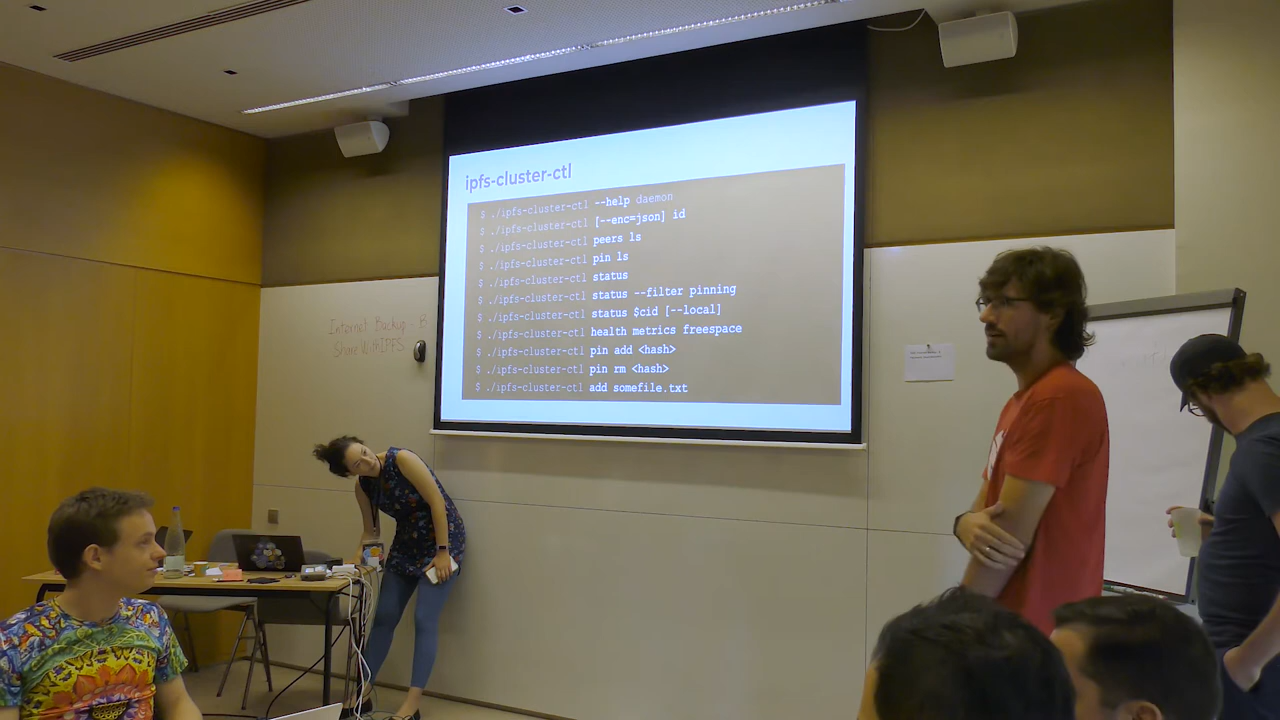 ipfs-cluster-ctl
$ ./ipfs-cluster-ctl --help daemon
$ ./ipfs-cluster-ctl [--enc=json] id
$ ./ipfs-cluster-ctl peers ls
$ ./ipfs-cluster-ctl pin ls
$ ./ipfs-cluster-ctl status
$ ./ipfs-cluster-ctl status --filter pinning
$ ./ipfs-cluster-ctl status $cid [--local]
$ ./ipfs-cluster-ctl health metrics freespace
$ ./ipfs-cluster-ctl pin add <hash>
$ ./ipfs-cluster-ctl pin rm <hash>
$ ./ipfs-cluster-ctl add somefile.txt
Internet Backup - B
- Share With IPFS